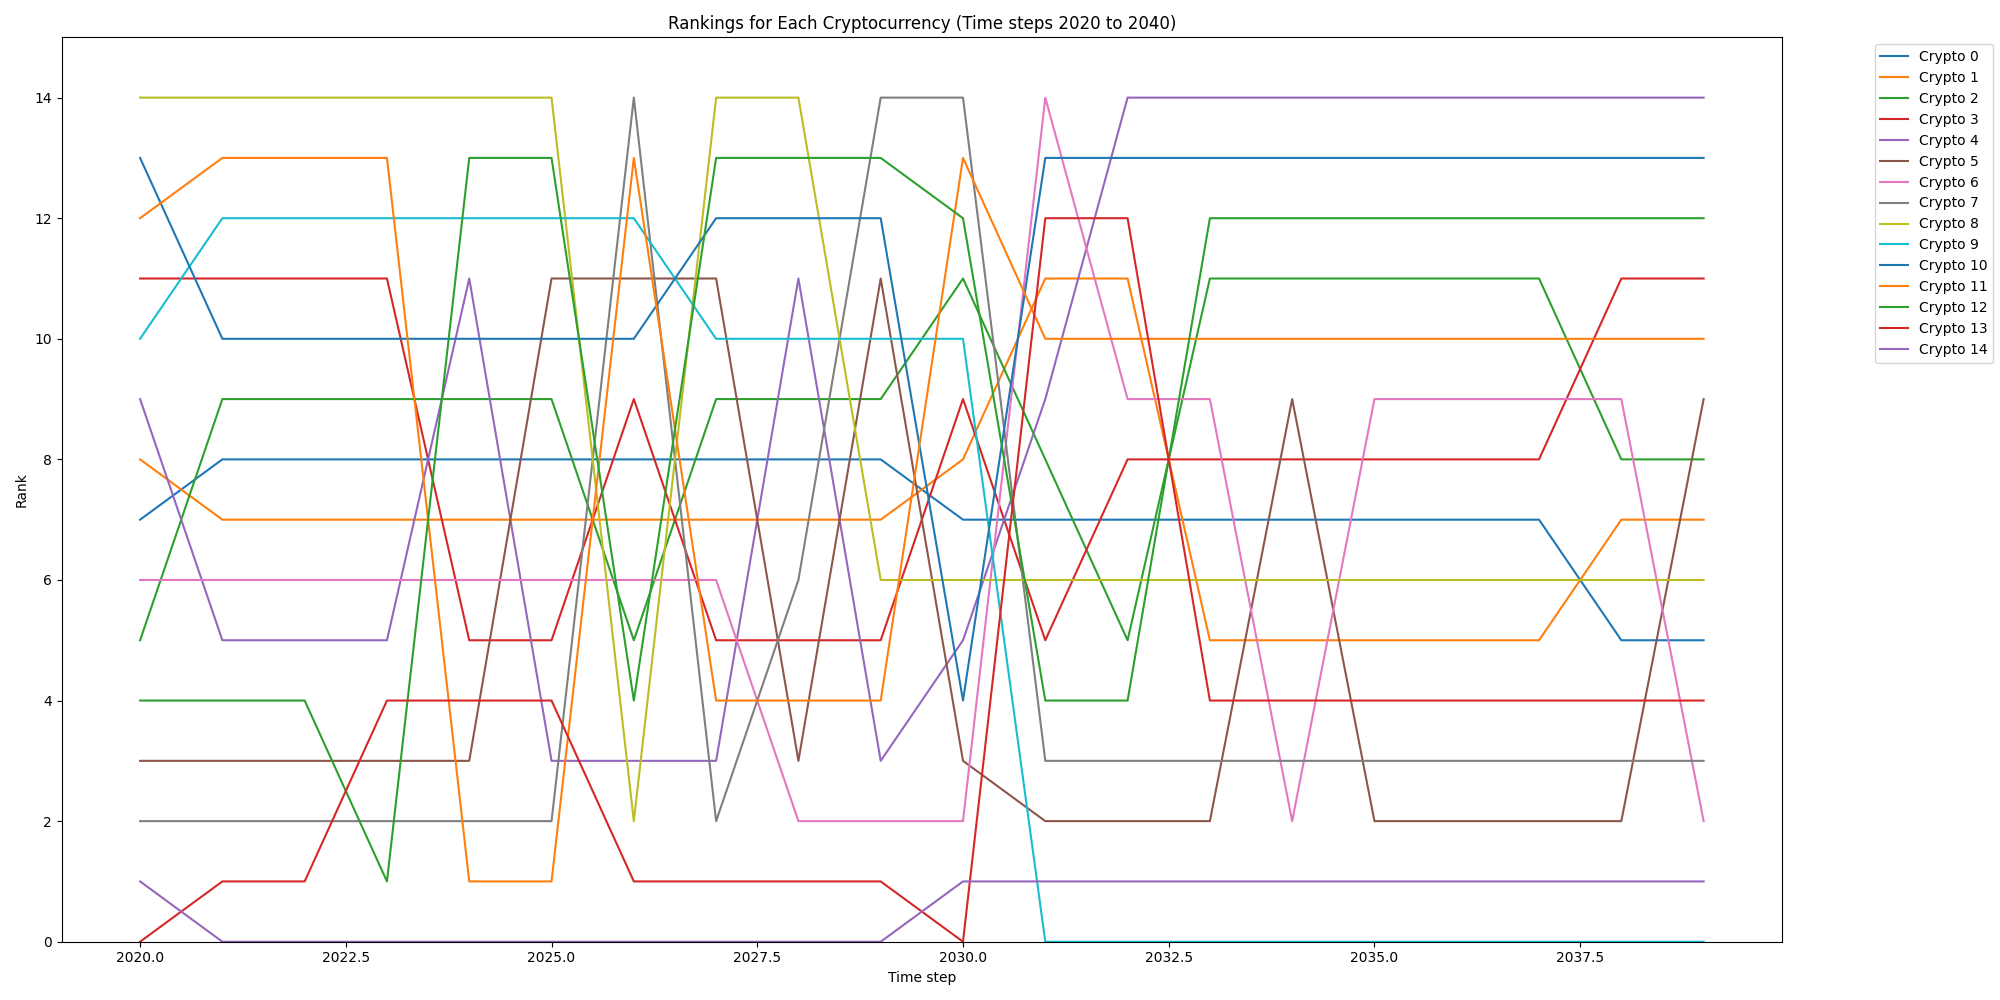 Rankings for Each Cryptocurrency (Time steps 2020 to 2040)
Rank
14
12
10
8
6
4
2
0
2020.0 2022.5 2025.0 2027.5 2030.0 2032.5 2035.0 2037.5
Time step
Crypto 0
Crypto 1
Crypto 2
Crypto 3
Crypto 4
Crypto 5
Crypto 6
Crypto 7
Crypto 8
Crypto 9
Crypto 10
Crypto 11
Crypto 12
Crypto 13
Crypto 14